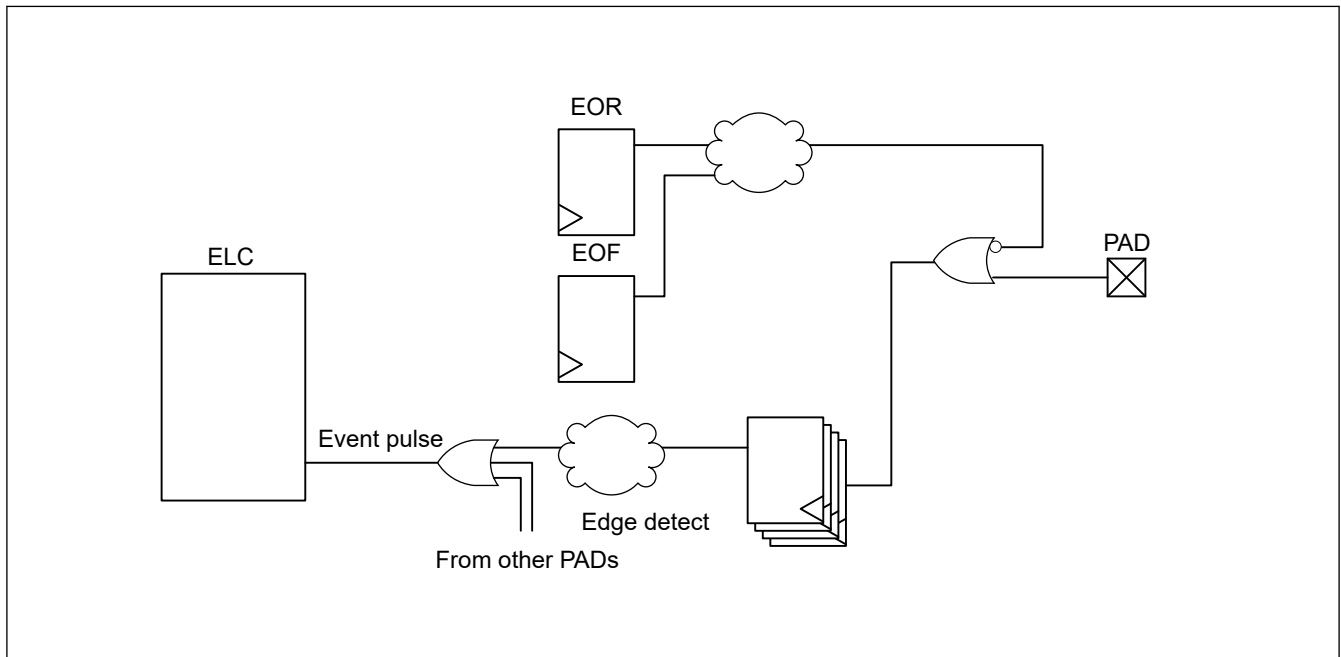 EOR
EOF
PAD
ELC
Event pulse
Edge detect
From other PADs